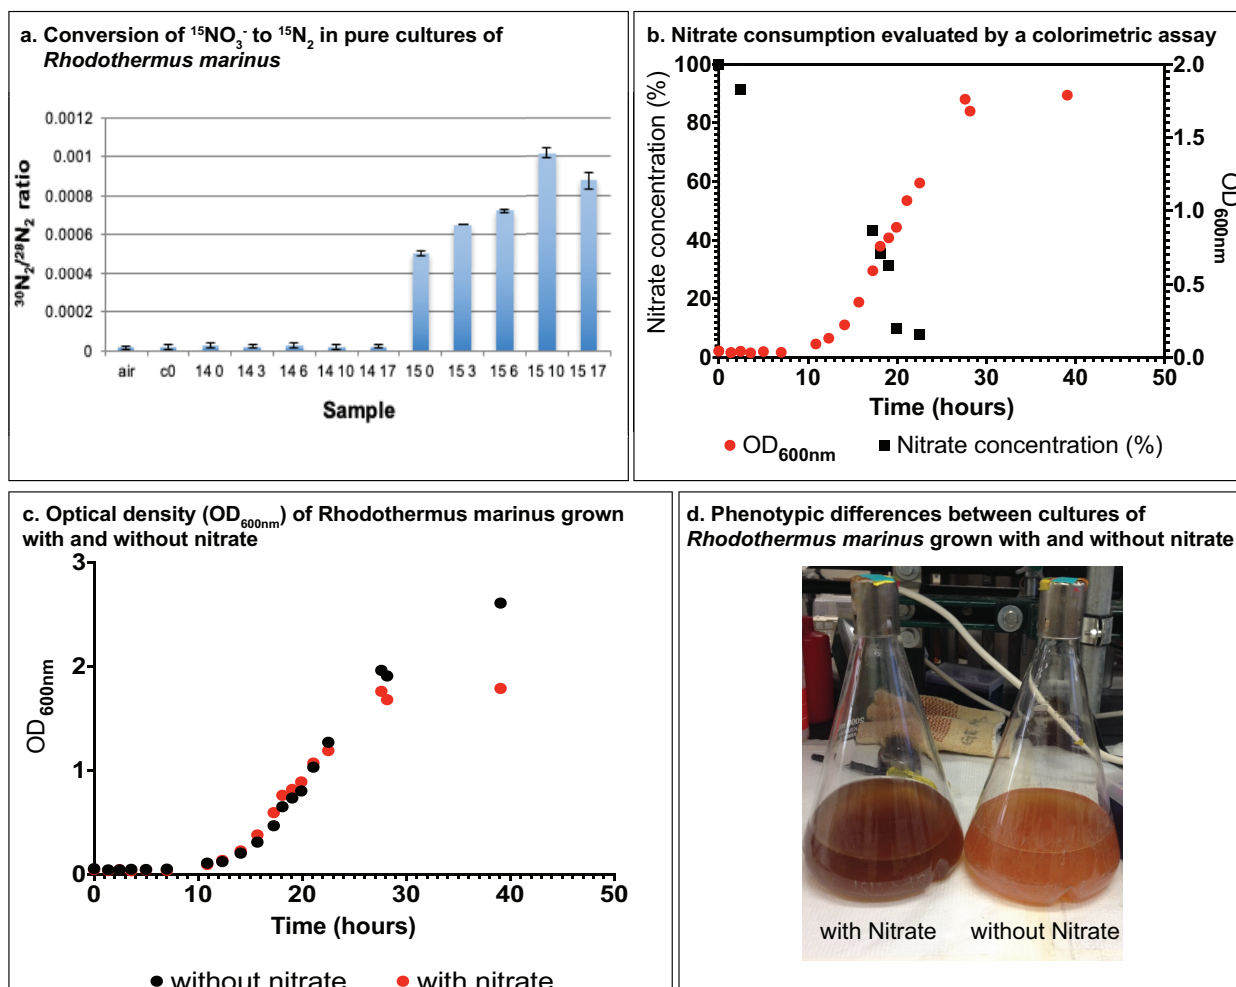 a. Conversion of ¹⁵NO₃⁻ to ¹⁵N₂ in pure cultures of
Rhodothermus marinus
0.0012
0.001
0.0008
0.0006
0.0004
0.0002
0
³⁰N₂/²⁸N₂ ratio
air c0 14 0 14 3 14 6 14 10 14 17 15 0 15 3 15 6 15 10 15 17
Sample
b. Nitrate consumption evaluated by a colorimetric assay
100
80
60
40
20
0
Nitrate concentration (%)
2.0
1.5
1.0
0.5
0.0
OD600nm
0 10 20 30 40 50
Time (hours)
OD600nm Nitrate concentration (%)
c. Optical density (OD600nm) of Rhodothermus marinus grown
with and without nitrate
3
2
1
0
OD600nm
0 10 20 30 40 50
Time (hours)
without nitrate with nitrate
d. Phenotypic differences between cultures of
Rhodothermus marinus grown with and without nitrate
with Nitrate without Nitrate